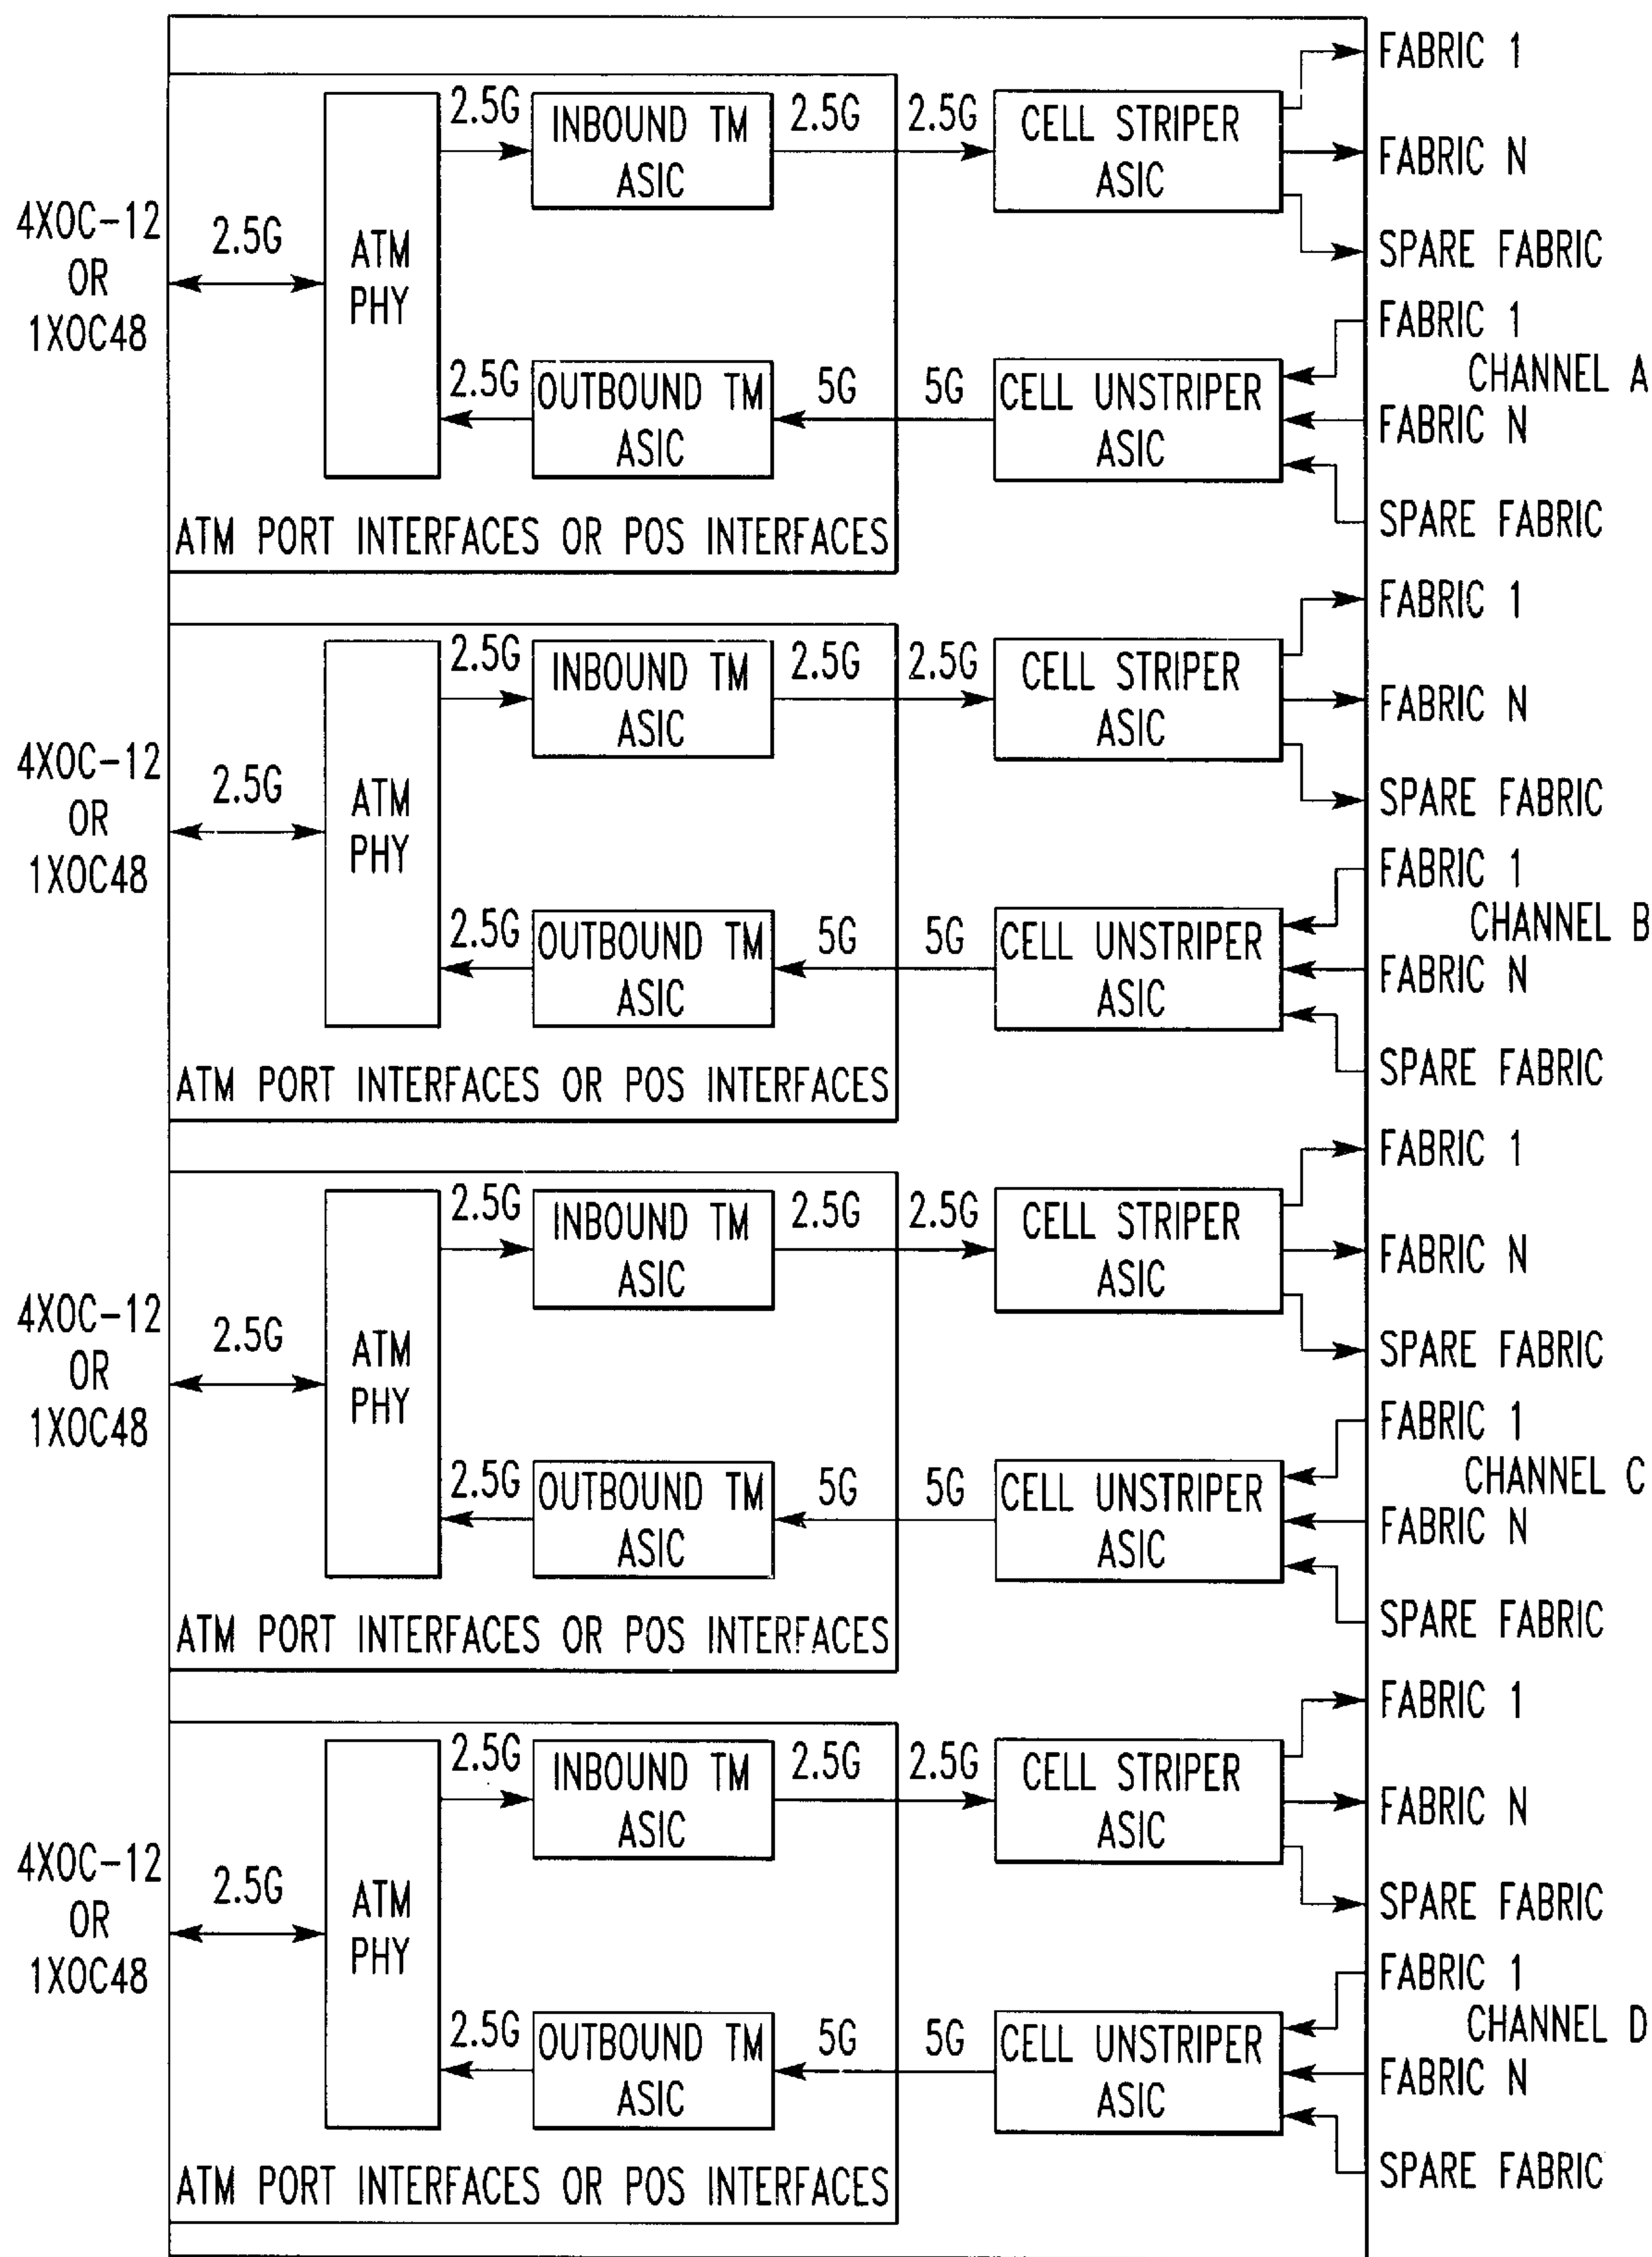 FABRIC 1
2.5G
INBOUND TM
ASIC
2.5G
2.5G
CELL STRIPER
ASIC
FABRIC N
4XOC-12
OR
1XOC48
2.5G
ATM
PHY
SPARE FABRIC
FABRIC 1
CHANNEL A
2.5G
OUTBOUND TM
ASIC
5G
5G
CELL UNSTRIPER
ASIC
FABRIC N
SPARE FABRIC
ATM PORT INTERFACES OR POS INTERFACES
FABRIC 1
2.5G
INBOUND TM
ASIC
2.5G
2.5G
CELL STRIPER
ASIC
FABRIC N
4XOC-12
OR
1XOC48
2.5G
ATM
PHY
SPARE FABRIC
FABRIC 1
CHANNEL B
2.5G
OUTBOUND TM
ASIC
5G
5G
CELL UNSTRIPER
ASIC
FABRIC N
SPARE FABRIC
ATM PORT INTERFACES OR POS INTERFACES
FABRIC 1
2.5G
INBOUND TM
ASIC
2.5G
2.5G
CELL STRIPER
ASIC
FABRIC N
4XOC-12
OR
1XOC48
2.5G
ATM
PHY
SPARE FABRIC
FABRIC 1
CHANNEL C
2.5G
OUTBOUND TM
ASIC
5G
5G
CELL UNSTRIPER
ASIC
FABRIC N
SPARE FABRIC
ATM PORT INTERFACES OR POS INTERFACES
FABRIC 1
2.5G
INBOUND TM
ASIC
2.5G
2.5G
CELL STRIPER
ASIC
FABRIC N
4XOC-12
OR
1XOC48
2.5G
ATM
PHY
SPARE FABRIC
FABRIC 1
CHANNEL D
2.5G
OUTBOUND TM
ASIC
5G
5G
CELL UNSTRIPER
ASIC
FABRIC N
SPARE FABRIC
ATM PORT INTERFACES OR POS INTERFACES